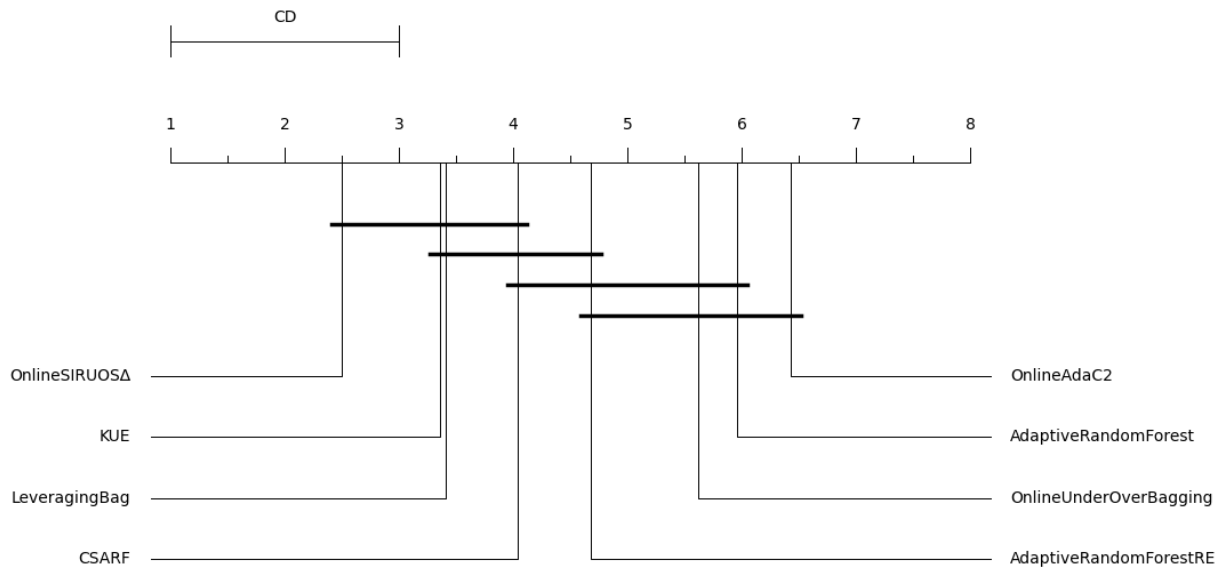 CD
1 2 3 4 5 6 7 8
OnlineSIRUOSΔ OnlineAdaC2
KUE AdaptiveRandomForest
LeveragingBag OnlineUnderOverBagging
CSARF AdaptiveRandomForestRE